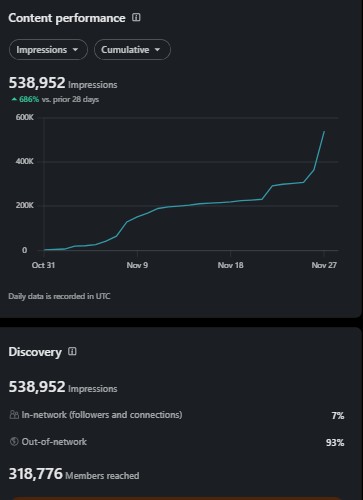 Content performance
Impressions
Cumulative
538,952 Impressions
686% vs. prior 28 days
600K
400K
200K
0
Oct 31 Nov 9 Nov 18 Nov 27
Daily data is recorded in UTC
Discovery
538,952 Impressions
In-network (followers and connections) 7%
Out-of-network 93%
318,776 Members reached